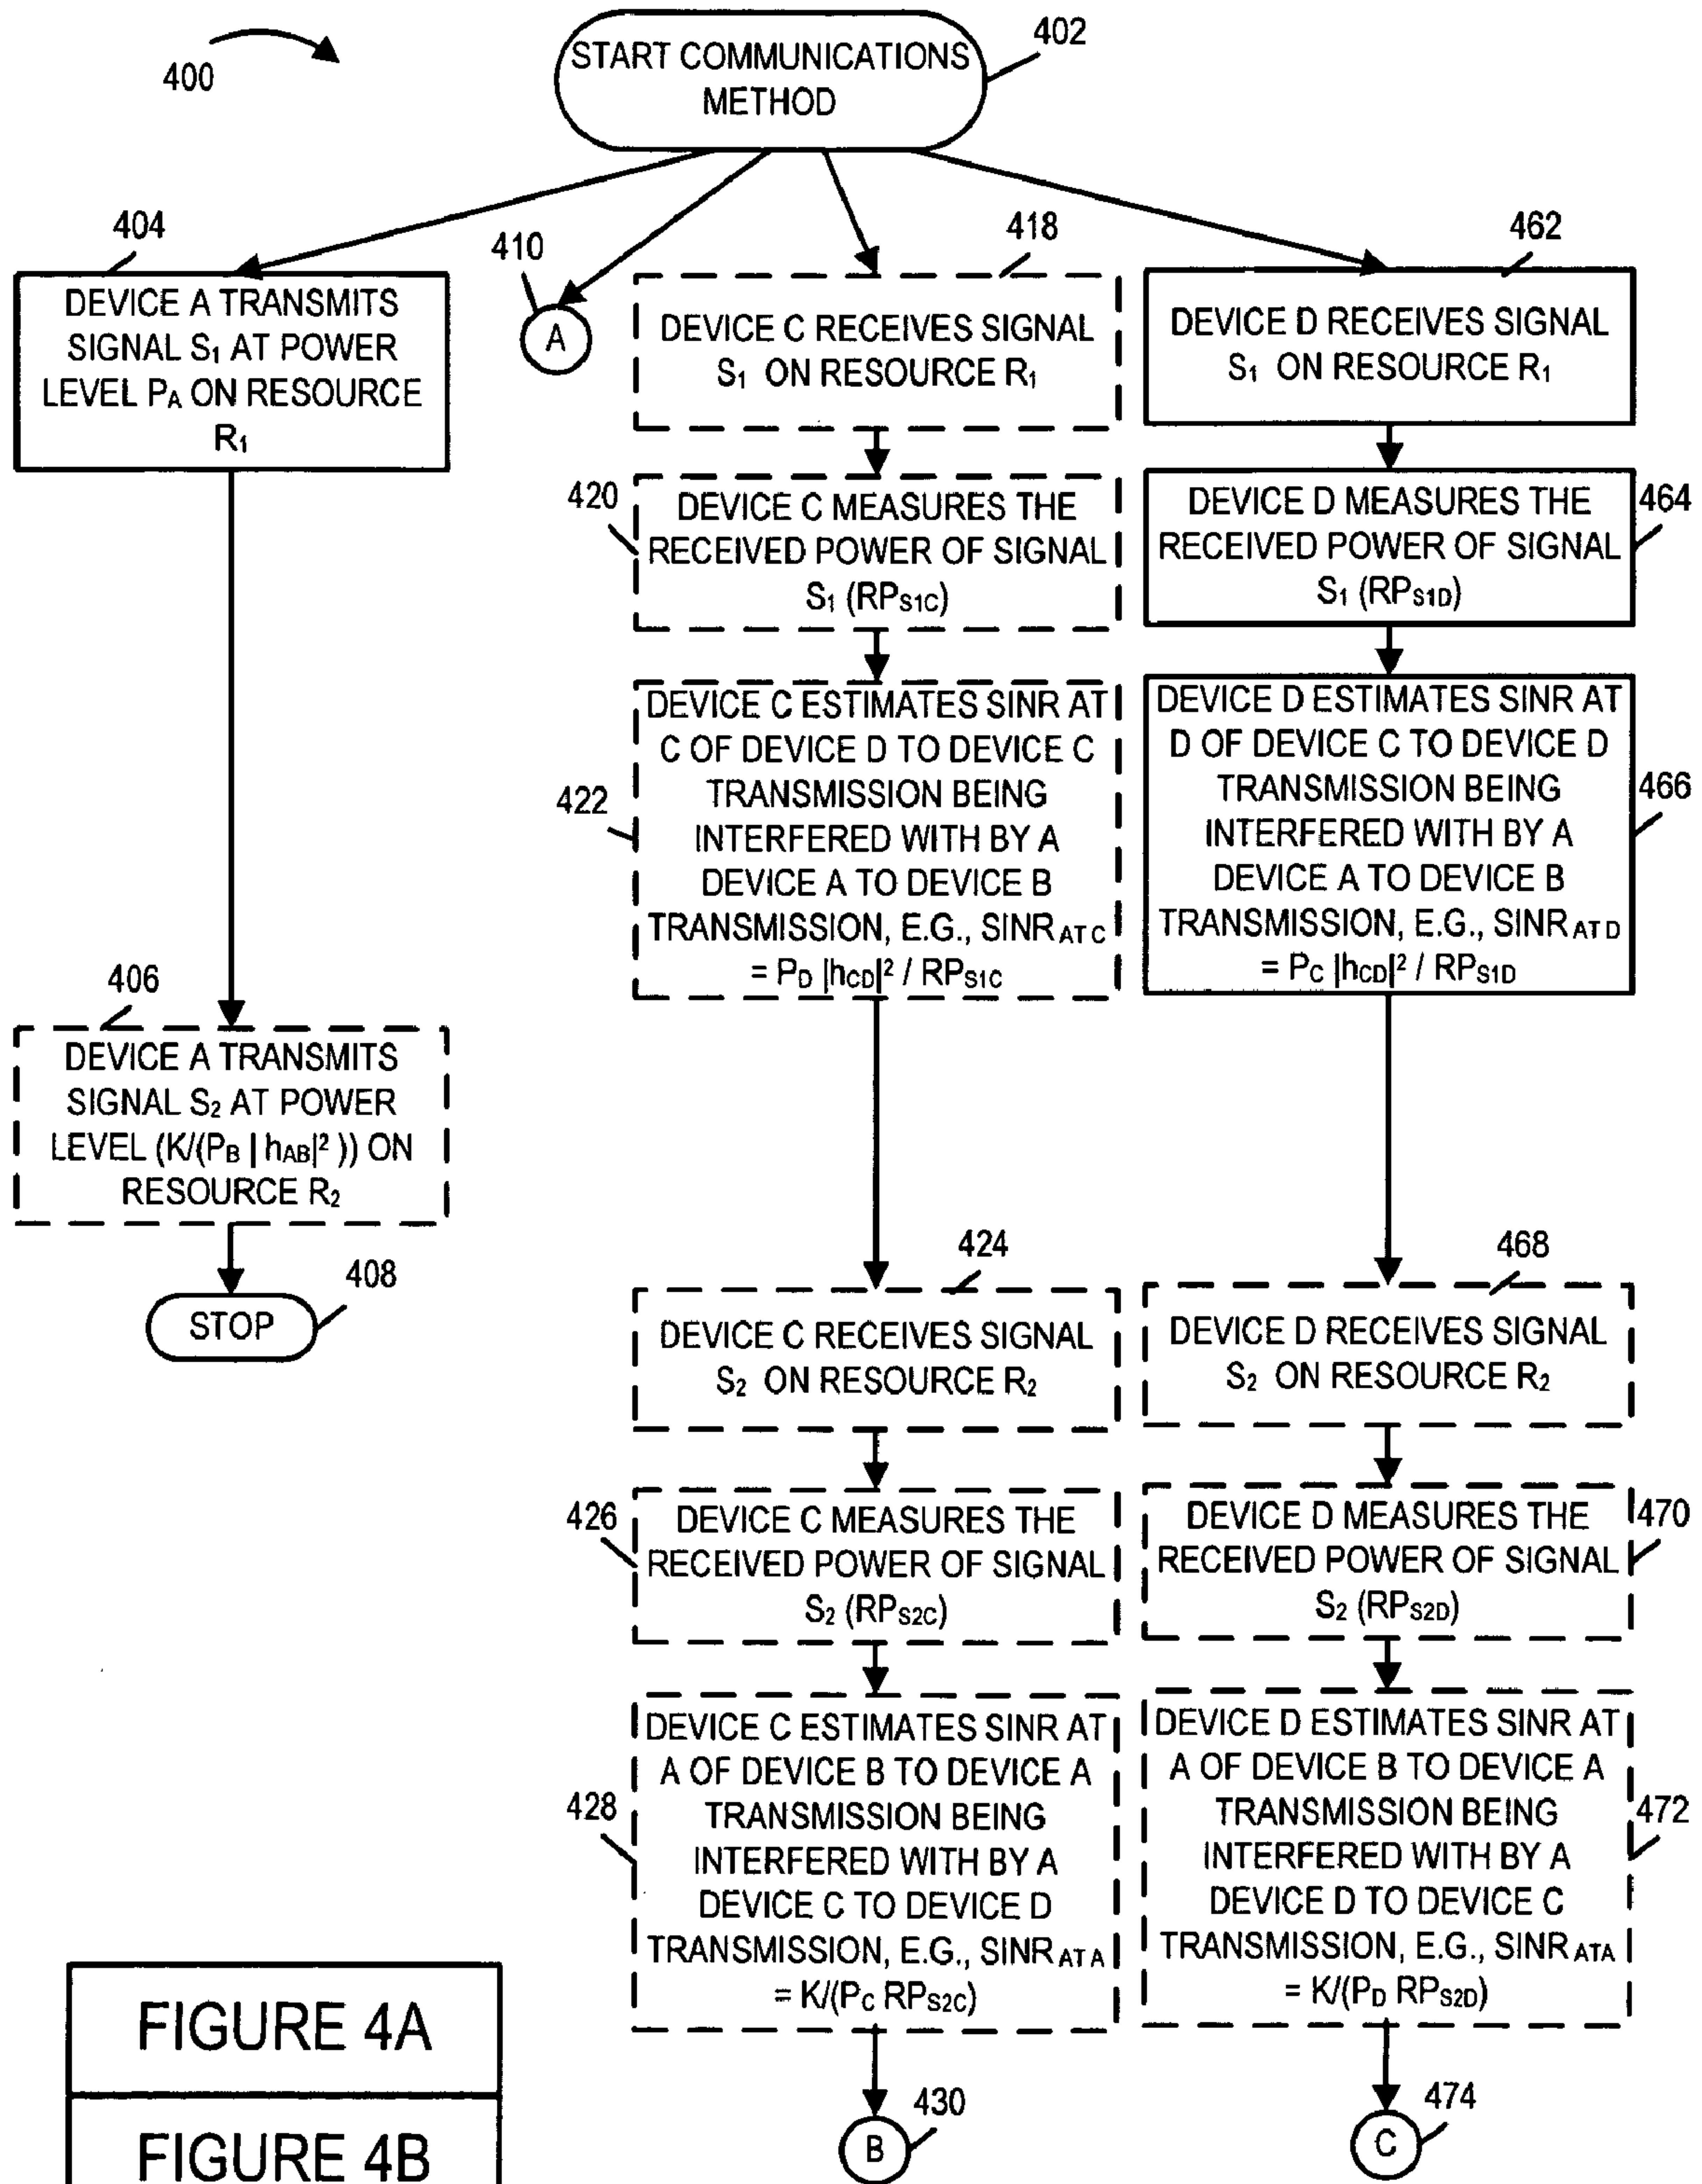 400
START COMMUNICATIONS
METHOD
402
404
DEVICE A TRANSMITS
SIGNAL S₁ AT POWER
LEVEL PA ON RESOURCE
R₁
410
A
418
DEVICE C RECEIVES SIGNAL
S₁ ON RESOURCE R₁
462
DEVICE D RECEIVES SIGNAL
S₁ ON RESOURCE R₁
420
DEVICE C MEASURES THE
RECEIVED POWER OF SIGNAL
S₁ (RPS1C)
DEVICE D MEASURES THE
RECEIVED POWER OF SIGNAL
S₁ (RPS1D)
464
422
DEVICE C ESTIMATES SINR AT
C OF DEVICE D TO DEVICE C
TRANSMISSION BEING
INTERFERED WITH BY A
DEVICE A TO DEVICE B
TRANSMISSION, E.G., SINR AT C
= PD |hCD|² / RPS1C
DEVICE D ESTIMATES SINR AT
D OF DEVICE C TO DEVICE D
TRANSMISSION BEING
INTERFERED WITH BY A
DEVICE A TO DEVICE B
TRANSMISSION, E.G., SINR AT D
= PC |hCD|² / RPS1D
466
406
DEVICE A TRANSMITS
SIGNAL S₂ AT POWER
LEVEL (K/(PB | hAB|² )) ON
RESOURCE R₂
STOP
408
424
DEVICE C RECEIVES SIGNAL
S₂ ON RESOURCE R₂
468
DEVICE D RECEIVES SIGNAL
S₂ ON RESOURCE R₂
426
DEVICE C MEASURES THE
RECEIVED POWER OF SIGNAL
S₂ (RPS2C)
DEVICE D MEASURES THE
RECEIVED POWER OF SIGNAL
S₂ (RPS2D)
470
428
DEVICE C ESTIMATES SINR AT
A OF DEVICE B TO DEVICE A
TRANSMISSION BEING
INTERFERED WITH BY A
DEVICE C TO DEVICE D
TRANSMISSION, E.G., SINR AT A
= K/(PC RPS2C)
DEVICE D ESTIMATES SINR AT
A OF DEVICE B TO DEVICE A
TRANSMISSION BEING
INTERFERED WITH BY A
DEVICE D TO DEVICE C
TRANSMISSION, E.G., SINR ATA
= K/(PD RPS2D)
472
B
430
C
474
FIGURE 4A
FIGURE 4B